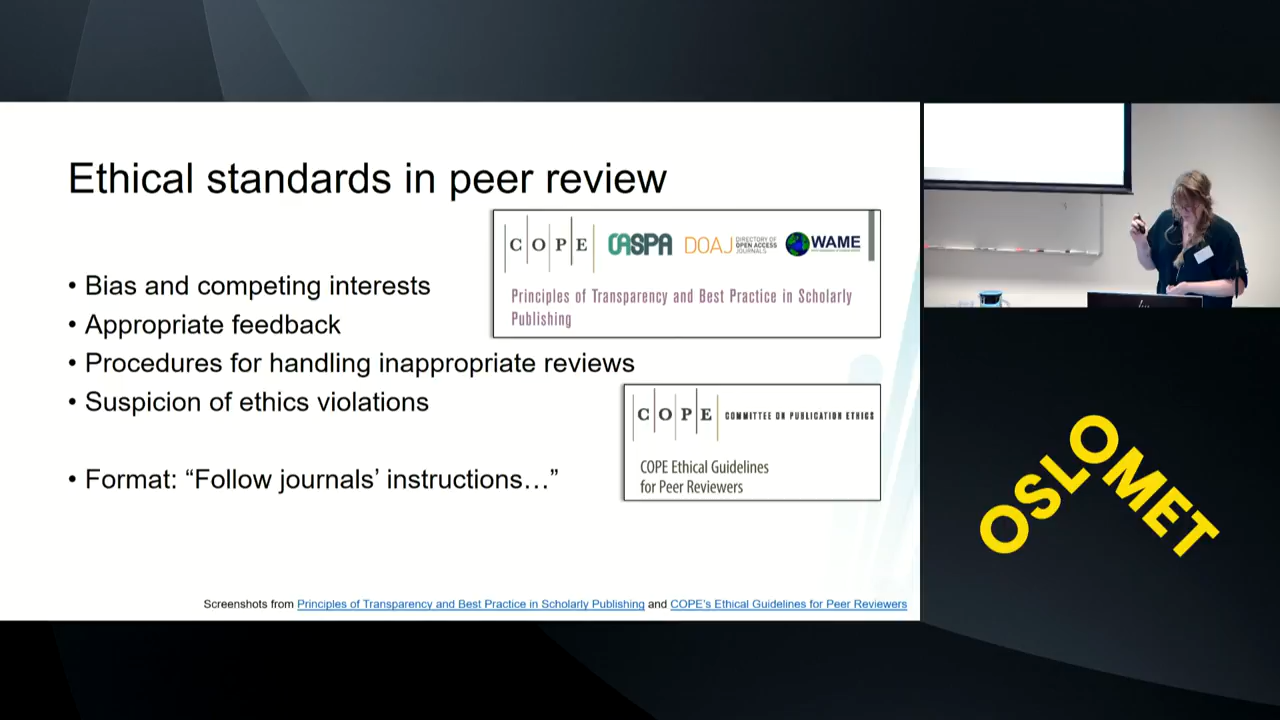 Ethical standards in peer review
COPE OASPA DOAJ DIRECTORY OF OPEN ACCESS JOURNALS WAME
Principles of Transparency and Best Practice in Scholarly
Publishing
• Bias and competing interests
• Appropriate feedback
• Procedures for handling inappropriate reviews
• Suspicion of ethics violations
COPE COMMITTEE ON PUBLICATION ETHICS
COPE Ethical Guidelines
for Peer Reviewers
• Format: “Follow journals’ instructions…”
Screenshots from Principles of Transparency and Best Practice in Scholarly Publishing and COPE's Ethical Guidelines for Peer Reviewers
OSLOMET